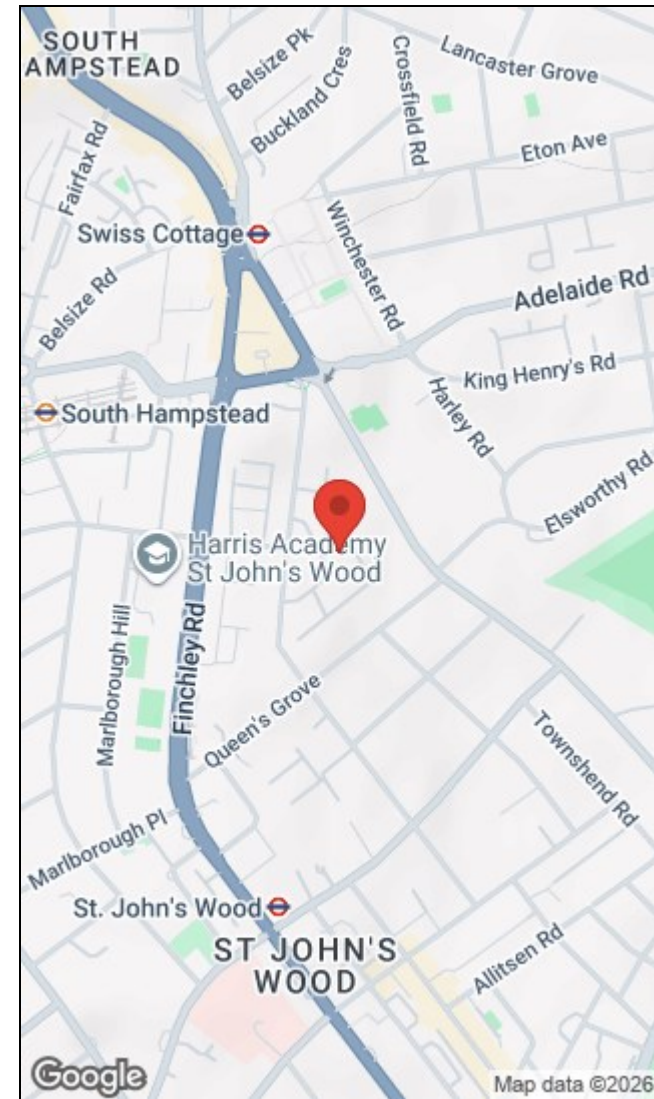 SOUTH
AMPSTEAD
Belsize Pk
Buckland Cres
Crossfield Rd
Lancaster Grove
Eton Ave
Fairfax Rd
Swiss Cottage
Winchester Rd
Belsize Rd
Adelaide Rd
King Henry's Rd
South Hampstead
Harley Rd
Elsworthy Rd
Harris Academy
St John's Wood
Marlborough Hill
Finchley Rd
Queen's Grove
Townshend Rd
Marlborough Pl
St. John's Wood
ST JOHN'S
WOOD
Allitsen Rd
Google
Map data ©2026